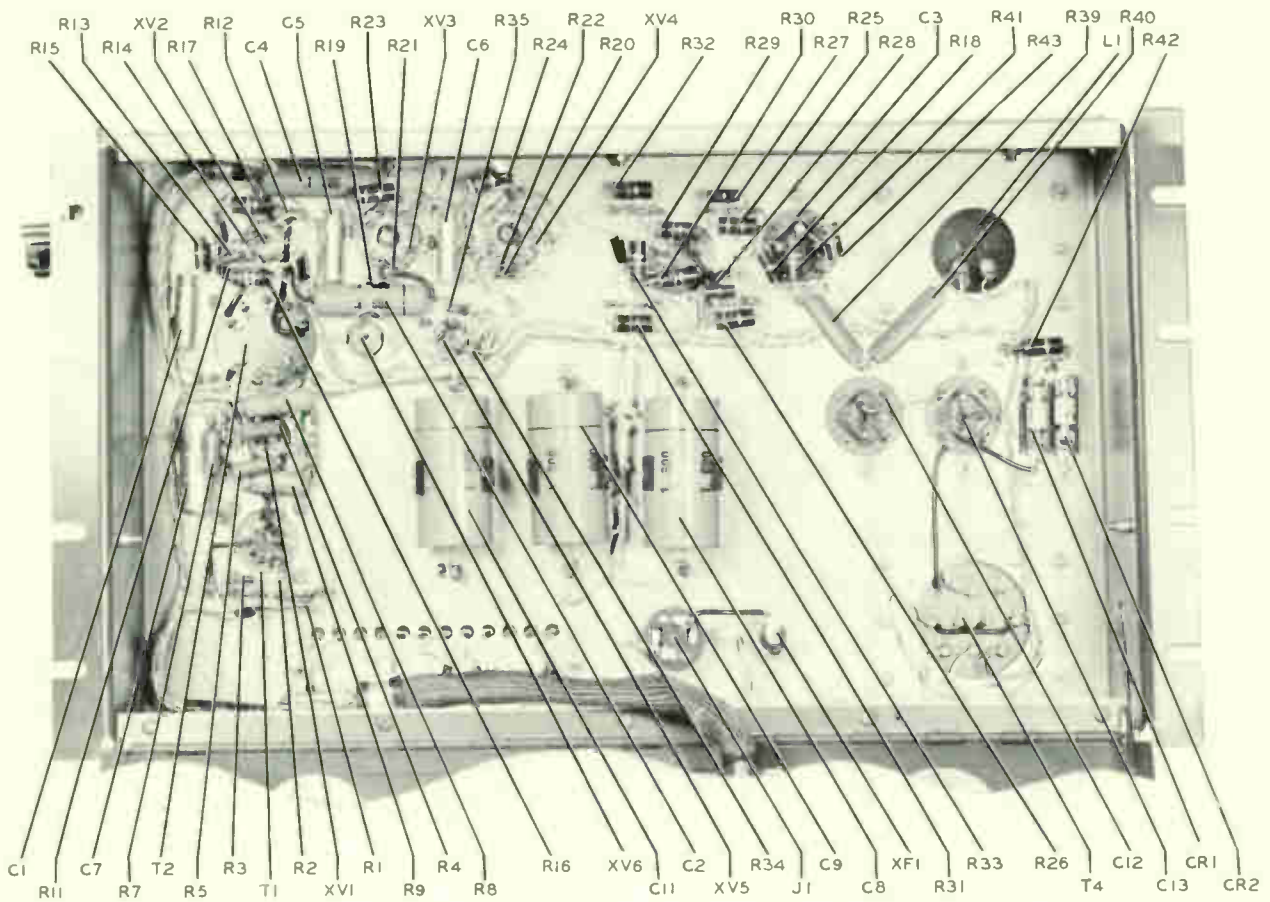 R13 XV2 R12 C5 R23 XV3 R35 R22 XV4 R30 R25 C3 R41 R39 R40
R15 R14 R17 C4 R19 R21 C6 R24 R20 R32 R29 R27 R28 R18 R43 L1 R42
C1 C7 T2 R3 R2 R1 R4 R16 XV6 C2 R34 C9 XF1 R33 R26 C12 CR1
R11 R7 R5 T1 XV1 R9 R8 C11 XV5 J1 C8 R31 T4 C13 CR2